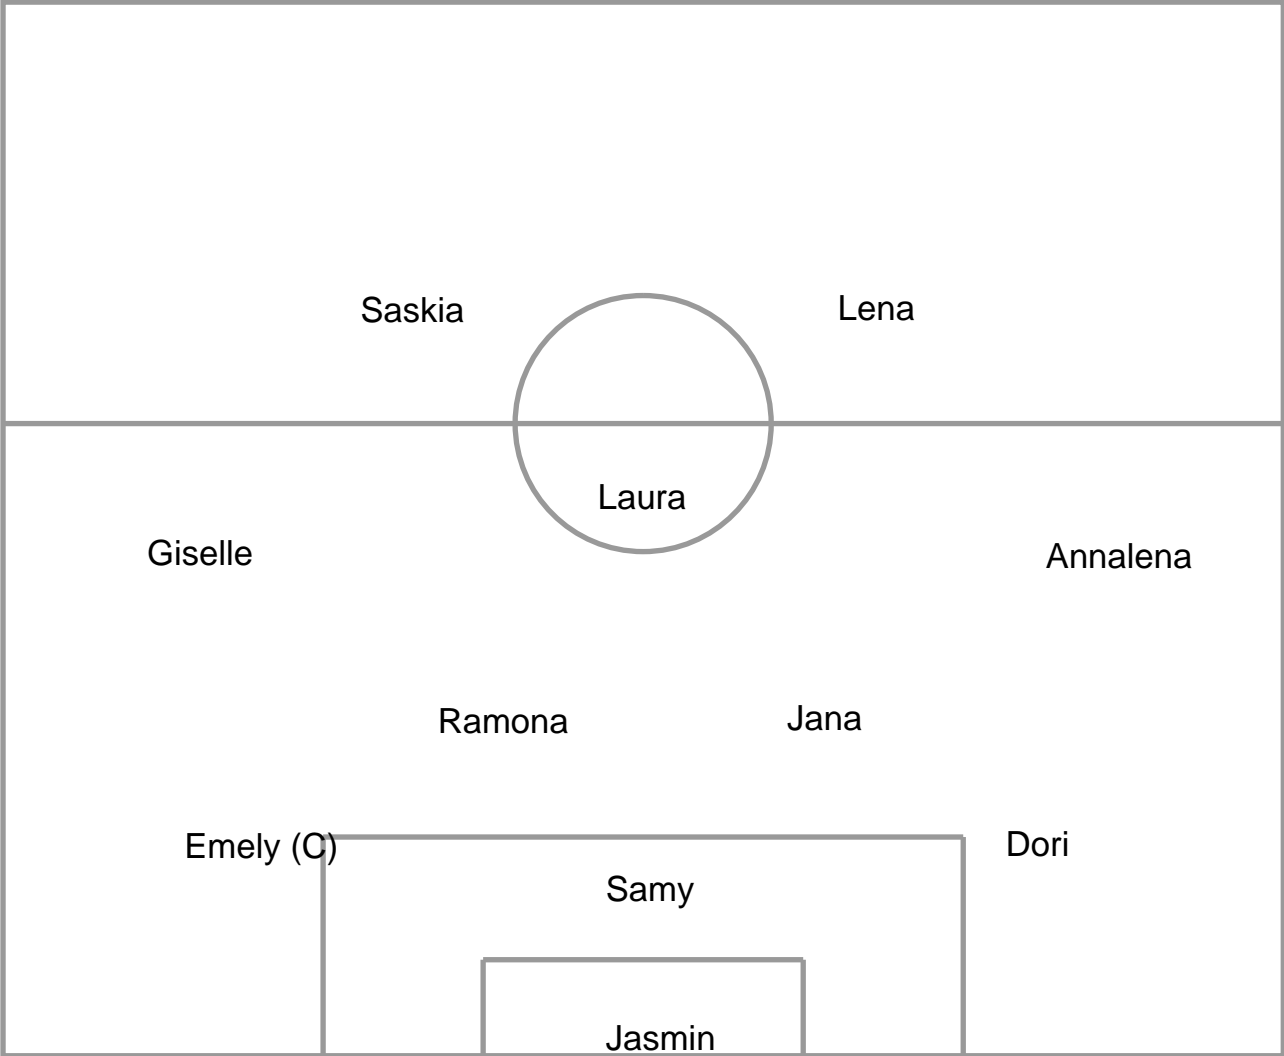 Saskia
Lena
Laura
Giselle
Annalena
Ramona
Jana
Emely (C)
Dori
Samy
Jasmin